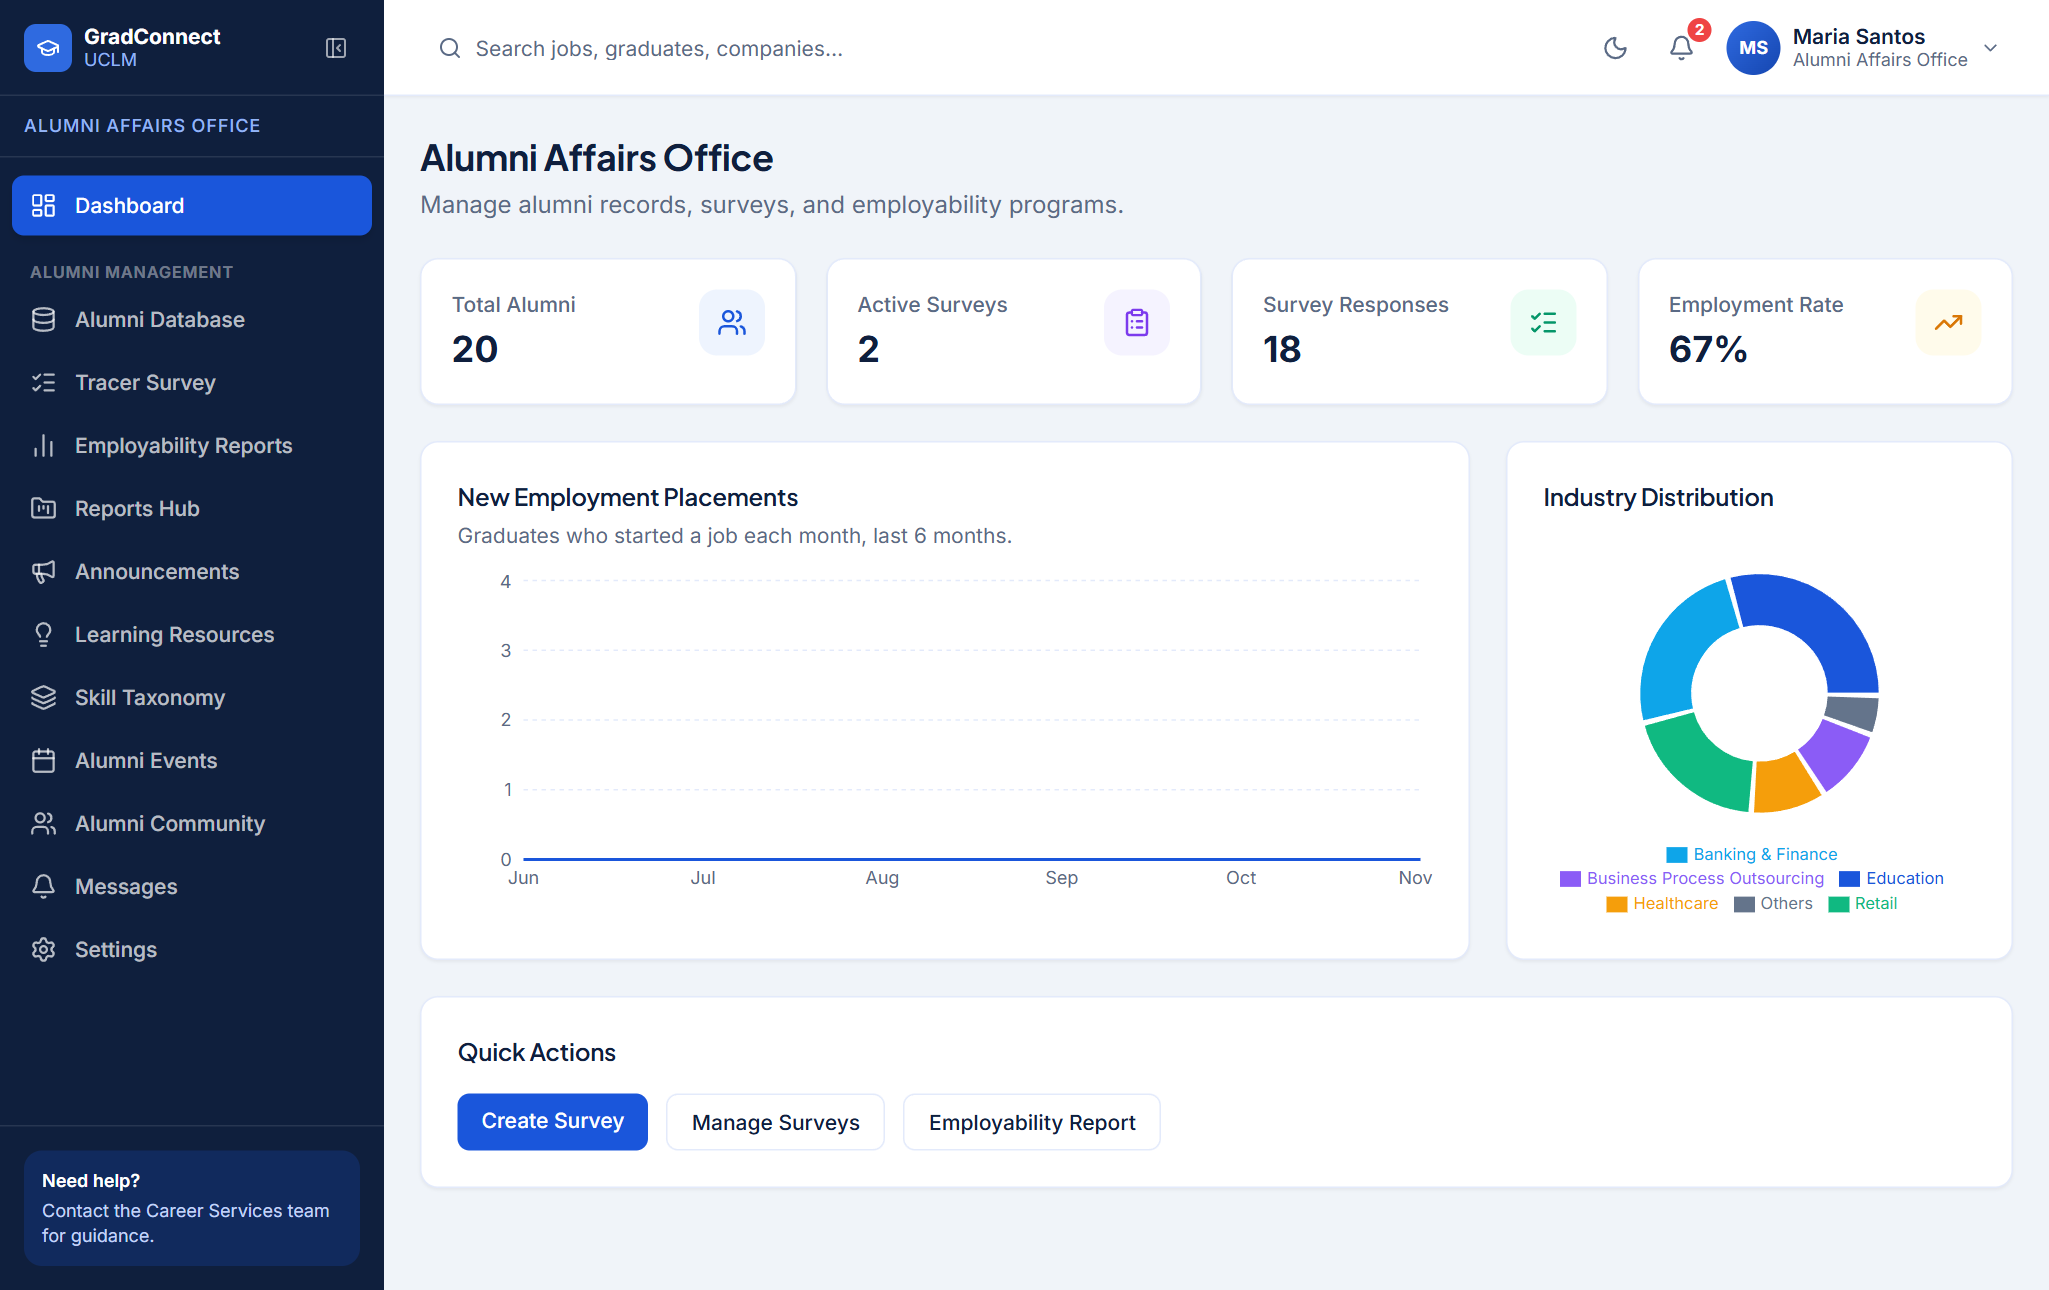 GradConnect
UCLM
ALUMNI AFFAIRS OFFICE
Dashboard
ALUMNI MANAGEMENT
Alumni Database
Tracer Survey
Employability Reports
Reports Hub
Announcements
Learning Resources
Skill Taxonomy
Alumni Events
Alumni Community
Messages
Settings
Need help?
Contact the Career Services team
for guidance.
Search jobs, graduates, companies...
2
MS
Maria Santos
Alumni Affairs Office
Alumni Affairs Office
Manage alumni records, surveys, and employability programs.
Total Alumni
20
Active Surveys
2
Survey Responses
18
Employment Rate
67%
New Employment Placements
Graduates who started a job each month, last 6 months.
4
3
2
1
0
Jun Jul Aug Sep Oct Nov
Industry Distribution
Banking & Finance
Business Process Outsourcing Education
Healthcare Others Retail
Quick Actions
Create Survey Manage Surveys Employability Report